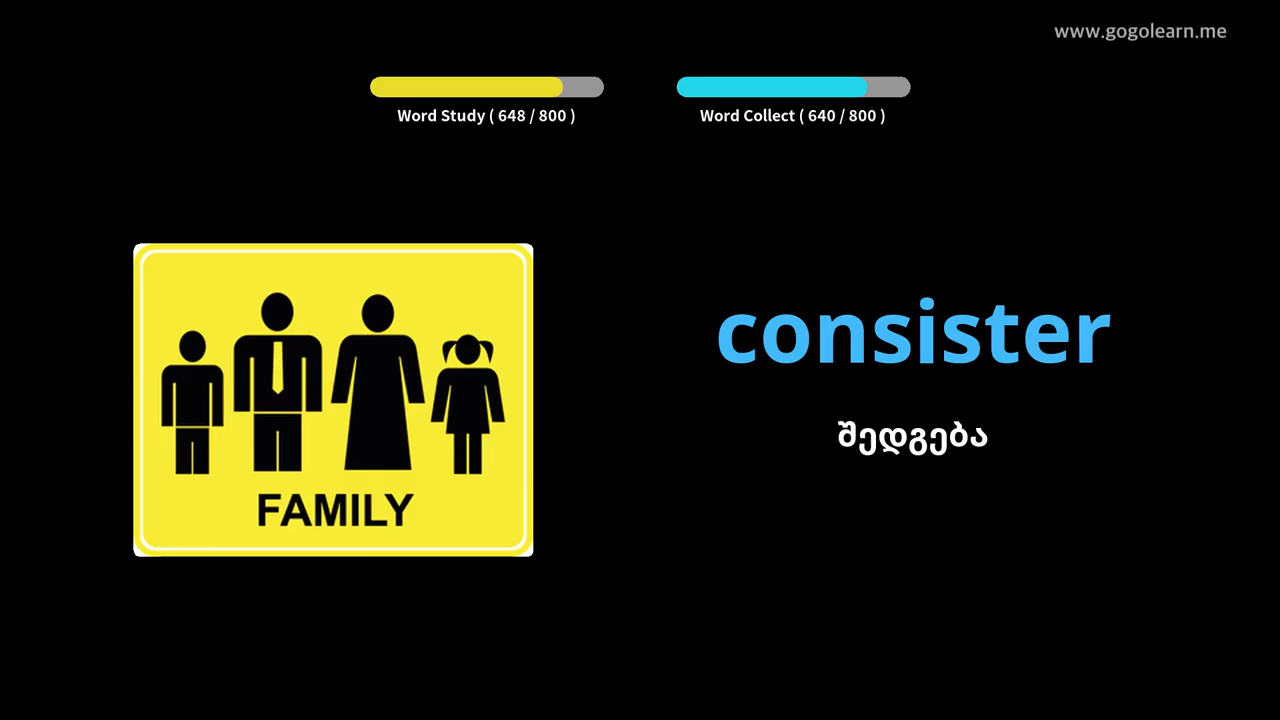 www.gogolearn.me
Word Study ( 648 / 800 )
Word Collect ( 640 / 800 )
FAMILY
consister
შედგება